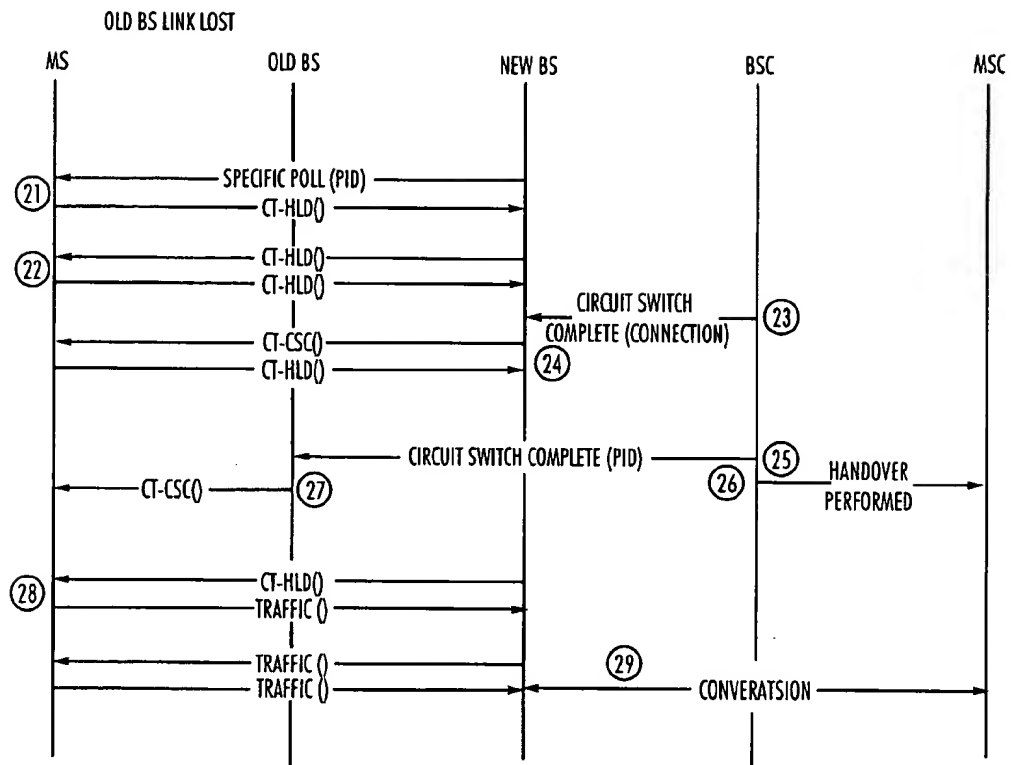 OLD BS LINK LOST
MS
OLD BS
NEW BS
BSC
MSC
SPECIFIC POLL (PID)
21
CT-HLD()
CT-HLD()
22
CT-HLD()
CIRCUIT SWITCH
COMPLETE (CONNECTION)
23
CT-CSC()
24
CT-HLD()
CIRCUIT SWITCH COMPLETE (PID)
25
26
HANDOVER
PERFORMED
CT-CSC()
27
CT-HLD()
28
TRAFFIC ()
TRAFFIC ()
29
TRAFFIC ()
CONVERATSION